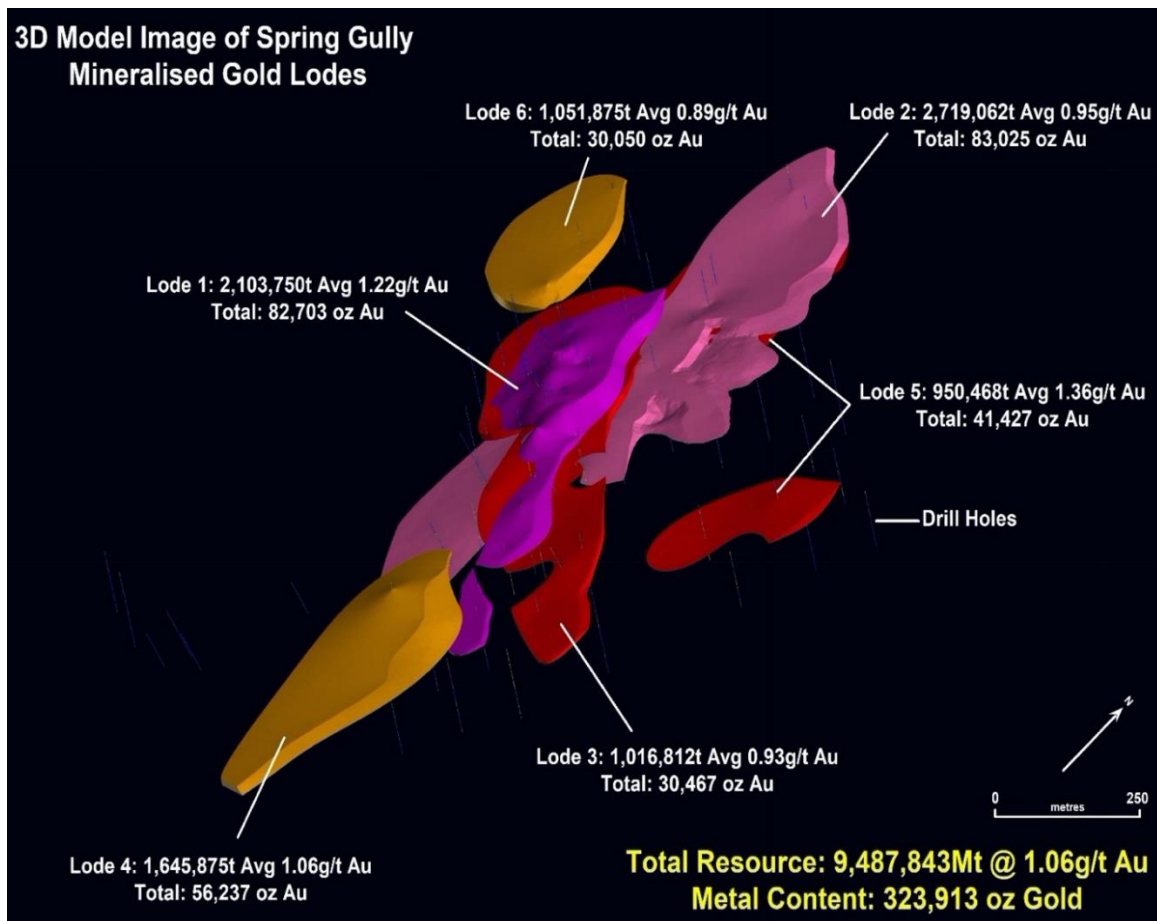 3D Model Image of Spring Gully
Mineralised Gold Lodes
Lode 6: 1,051,875t Avg 0.89g/t Au
Total: 30,050 oz Au
Lode 2: 2,719,062t Avg 0.95g/t Au
Total: 83,025 oz Au
Lode 1: 2,103,750t Avg 1.22g/t Au
Total: 82,703 oz Au
Lode 5: 950,468t Avg 1.36g/t Au
Total: 41,427 oz Au
Drill Holes
Lode 3: 1,016,812t Avg 0.93g/t Au
Total: 30,467 oz Au
N
0 metres 250
Lode 4: 1,645,875t Avg 1.06g/t Au
Total: 56,237 oz Au
Total Resource: 9,487,843Mt @ 1.06g/t Au
Metal Content: 323,913 oz Gold